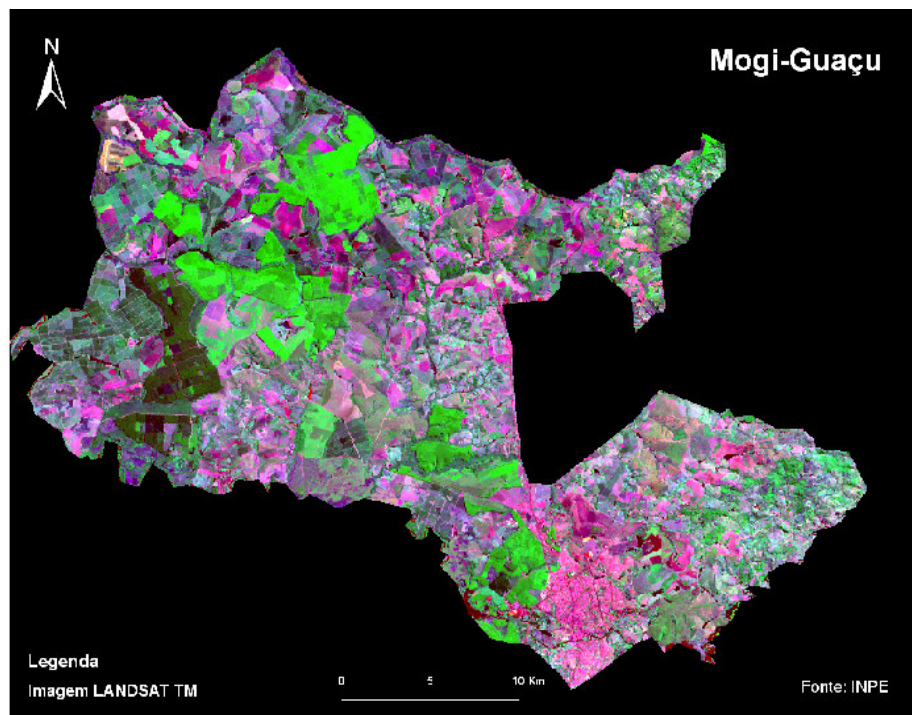 N
Mogi-Guaçu
Legenda
Imagem LANDSAT TM
0 5 10 Km
Fonte: INPE